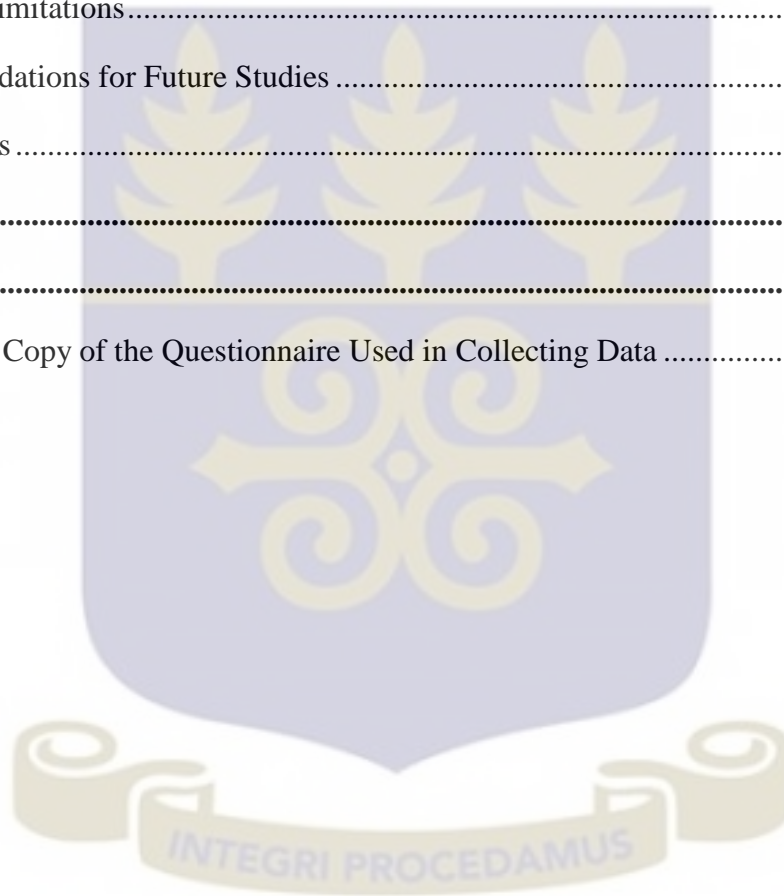 imitations ........................................................................
dations for Future Studies ........................................................................
s ........................................................................
........................................................................
........................................................................
Copy of the Questionnaire Used in Collecting Data ...............
INTEGRI PROCEDAMUS